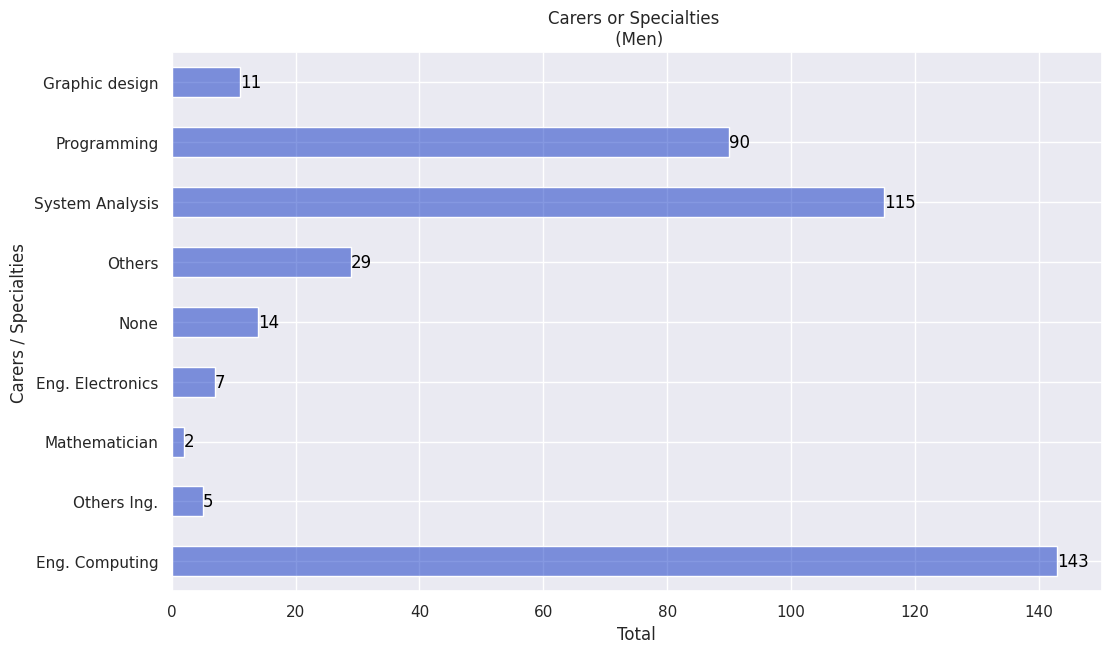 Carers or Specialties
(Men)
Carers / Specialties
Graphic design 11
Programming 90
System Analysis 115
Others 29
None 14
Eng. Electronics 7
Mathematician 2
Others Ing. 5
Eng. Computing 143
0 20 40 60 80 100 120 140
Total